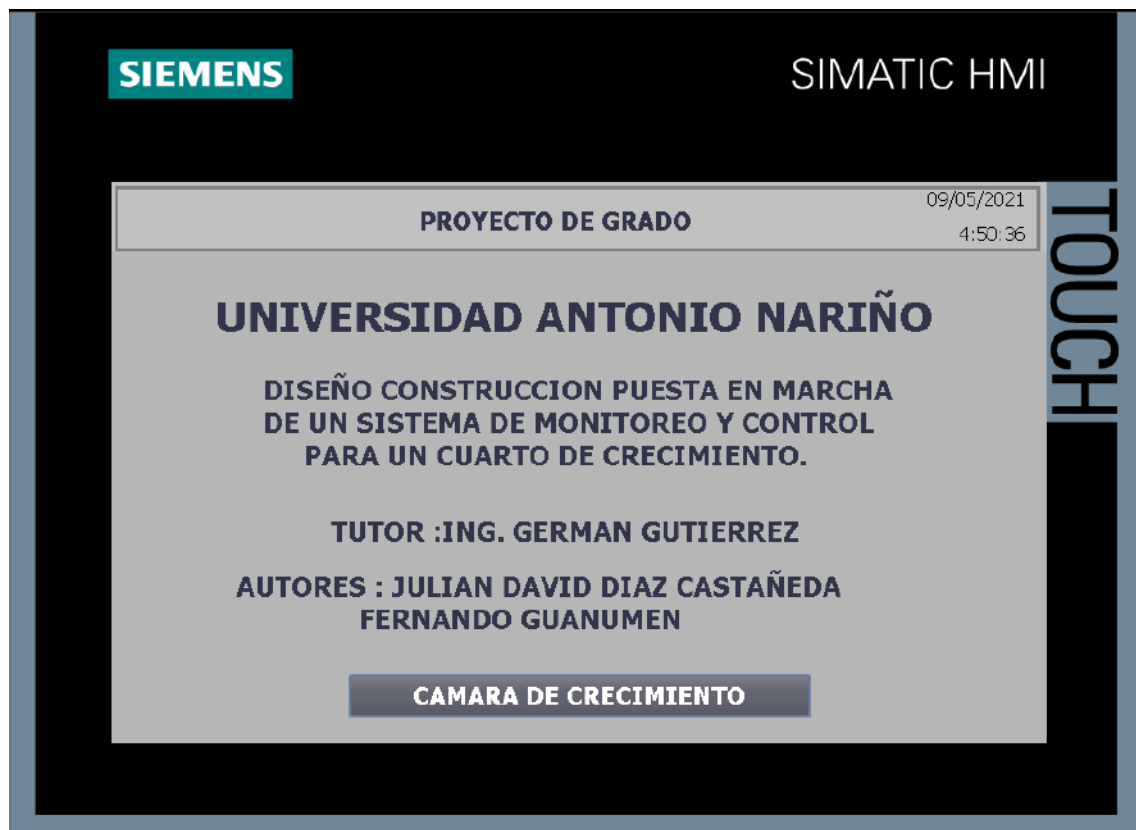 SIEMENS
SIMATIC HMI
PROYECTO DE GRADO
09/05/2021
4:50:36
TOUCH
UNIVERSIDAD ANTONIO NARIÑO
DISEÑO CONSTRUCCION PUESTA EN MARCHA
DE UN SISTEMA DE MONITOREO Y CONTROL
PARA UN CUARTO DE CRECIMIENTO.
TUTOR :ING. GERMAN GUTIERREZ
AUTORES : JULIAN DAVID DIAZ CASTAÑEDA
FERNANDO GUANUMEN
CAMARA DE CRECIMIENTO